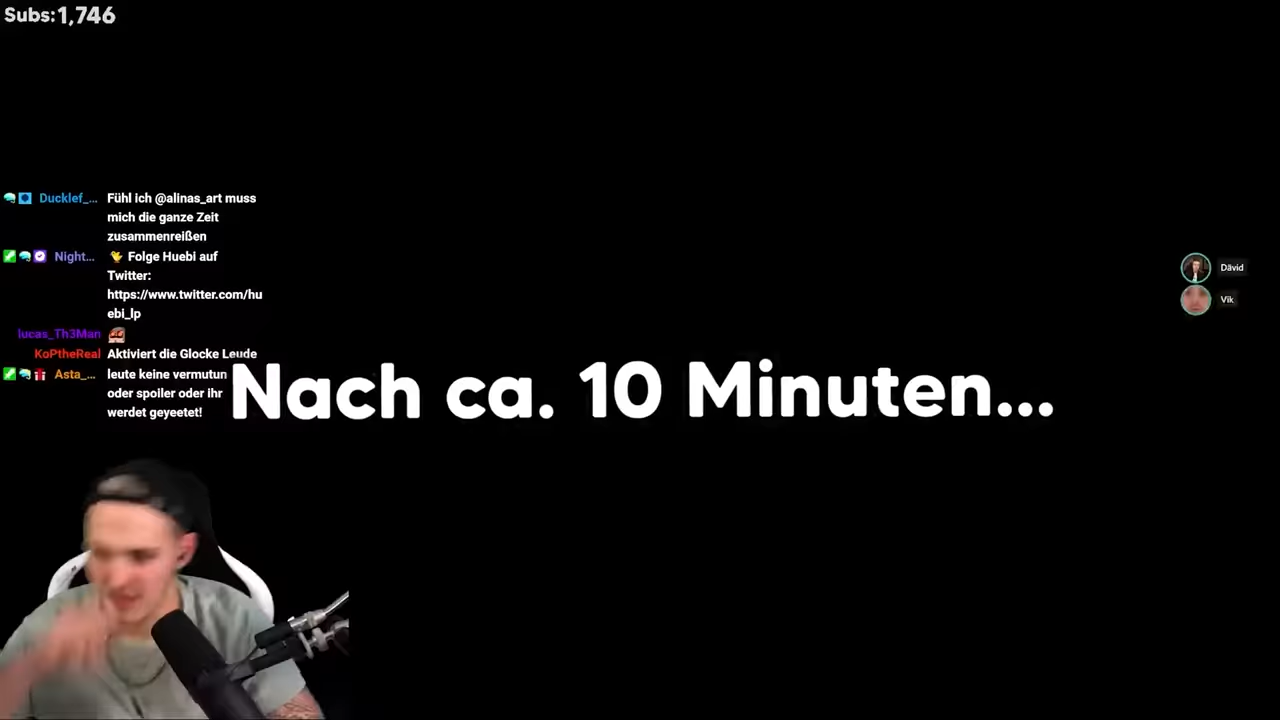 Subs:1,746
Ducklef_... Fühl ich @alinas_art muss
mich die ganze Zeit
zusammenreißen
Night... Folge Huebi auf
Twitter:
https://www.twitter.com/hu
ebi_lp
lucas_Th3Man
KoPtheReal Aktiviert die Glocke Leude
Asta_... leute keine vermutun
oder spoiler oder ihr
werdet geyeetet!
Nach ca. 10 Minuten...
Dävid
Vik